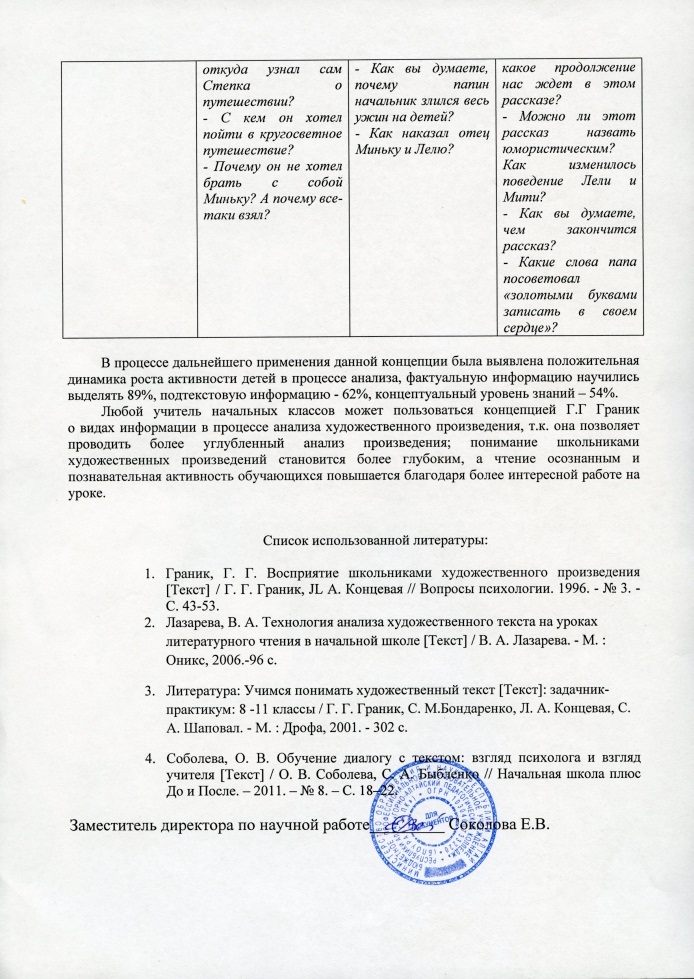 откуда узнал сам
Степка о
путешествии?
- С кем он хотел
пойти в кругосветное
путешествие?
- Почему он не хотел
брать с собой
Миньку? А почему все-
таки взял?
- Как вы думаете,
почему папин
начальник злился весь
ужин на детей?
- Как наказал отец
Миньку и Лелю?
какое продолжение
нас ждет в этом
рассказе?
- Можно ли этот
рассказ назвать
юмористическим?
Как изменилось
поведение Лели и
Мити?
- Как вы думаете,
чем закончится
рассказ?
- Какие слова папа
посоветовал
«золотыми буквами
записать в своем
сердце»?
В процессе дальнейшего применения данной концепции была выявлена положительная
динамика роста активности детей в процессе анализа, фактуальную информацию научились
выделять 89%, подтекстовую информацию - 62%, концептуальный уровень знаний – 54%.
Любой учитель начальных классов может пользоваться концепцией Г.Г Граник
о видах информации в процессе анализа художественного произведения, т.к. она позволяет
проводить более углубленный анализ произведения; понимание школьниками
художественных произведений становится более глубоким, а чтение осознанным и
познавательная активность обучающихся повышается благодаря более интересной работе на
уроке.
Список использованной литературы:
1. Граник, Г. Г. Восприятие школьниками художественного произведения
[Текст] / Г. Г. Граник, JL А. Концевая // Вопросы психологии. 1996. - № 3. -
С. 43-53.
2. Лазарева, В. А. Технология анализа художественного текста на уроках
литературного чтения в начальной школе [Текст] / В. А. Лазарева. - М. :
Оникс, 2006.-96 с.
3. Литература: Учимся понимать художественный текст [Текст]: задачник-
практикум: 8 -11 классы / Г. Г. Граник, С. М.Бондаренко, Л. А. Концевая, С.
А. Шаповал. - М. : Дрофа, 2001. - 302 с.
4. Соболева, О. В. Обучение диалогу с текстом: взгляд психолога и взгляд
учителя [Текст] / О. В. Соболева, С. А. Быбленко // Начальная школа плюс
До и После. – 2011. – № 8. – С. 18–22.
Заместитель директора по научной работе Соколова Е.В.
ДЛЯ
ДОКУМЕНТОВ